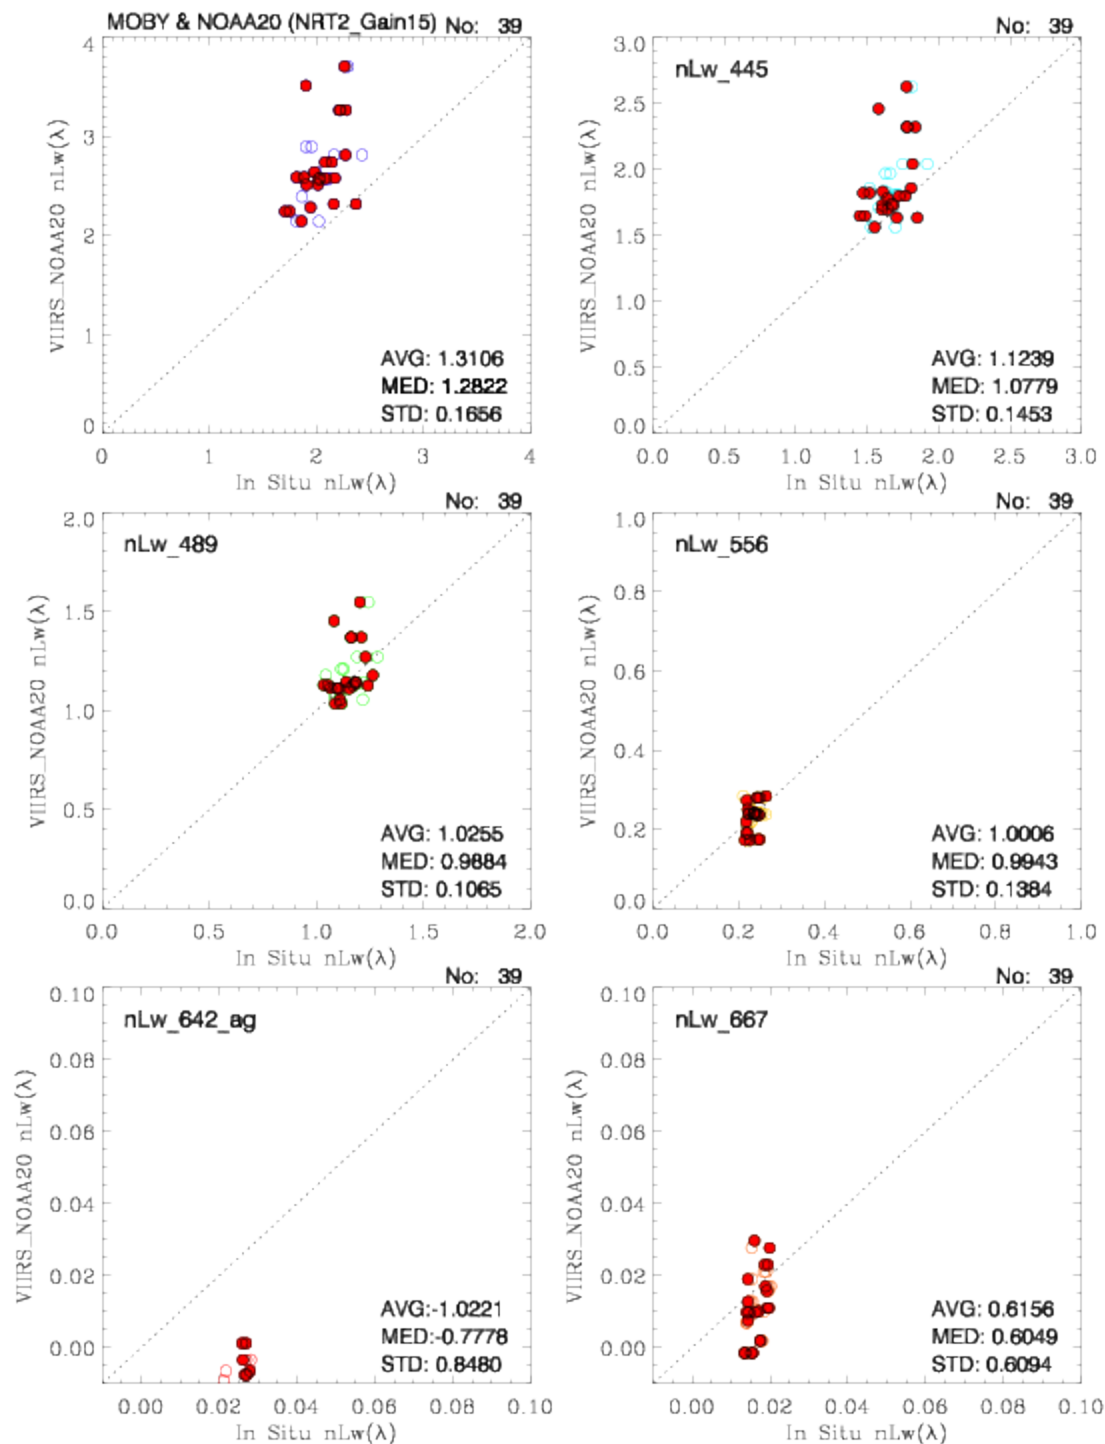 MOBY & NOAA20 (NRT2_Gain15) No: 39
4
3
2
1
0
VIIRS_NOAA20 nLw(λ)
AVG: 1.3106
MED: 1.2822
STD: 0.1656
0 1 2 3 4
In Situ nLw(λ)
No: 39
nLw_445
3.0
2.5
2.0
1.5
1.0
0.5
0.0
VIIRS_NOAA20 nLw(λ)
AVG: 1.1239
MED: 1.0779
STD: 0.1453
0.0 0.5 1.0 1.5 2.0 2.5 3.0
In Situ nLw(λ)
No: 39
nLw_489
2.0
1.5
1.0
0.5
0.0
VIIRS_NOAA20 nLw(λ)
AVG: 1.0255
MED: 0.9884
STD: 0.1065
0.0 0.5 1.0 1.5 2.0
In Situ nLw(λ)
No: 39
nLw_556
1.0
0.8
0.6
0.4
0.2
0.0
VIIRS_NOAA20 nLw(λ)
AVG: 1.0006
MED: 0.9943
STD: 0.1384
0.0 0.2 0.4 0.6 0.8 1.0
In Situ nLw(λ)
No: 39
nLw_642_ag
0.10
0.08
0.06
0.04
0.02
0.00
VIIRS_NOAA20 nLw(λ)
AVG:-1.0221
MED:-0.7778
STD: 0.8480
0.00 0.02 0.04 0.06 0.08 0.10
In Situ nLw(λ)
No: 39
nLw_667
0.10
0.08
0.06
0.04
0.02
0.00
VIIRS_NOAA20 nLw(λ)
AVG: 0.6156
MED: 0.6049
STD: 0.6094
0.00 0.02 0.04 0.06 0.08 0.10
In Situ nLw(λ)